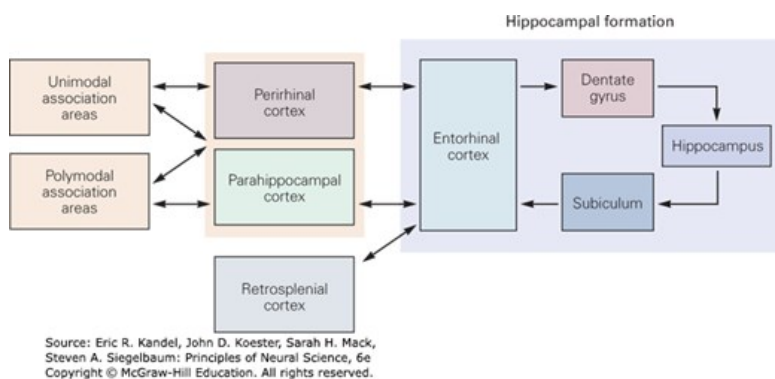 Hippocampal formation
Unimodal
association
areas
Perirhinal
cortex
Entorhinal
cortex
Dentate
gyrus
Hippocampus
Polymodal
association
areas
Parahippocampal
cortex
Subiculum
Retrosplenial
cortex
Source: Eric R. Kandel, John D. Koester, Sarah H. Mack,
Steven A. Siegelbaum: Principles of Neural Science, 6e
Copyright © McGraw-Hill Education. All rights reserved.